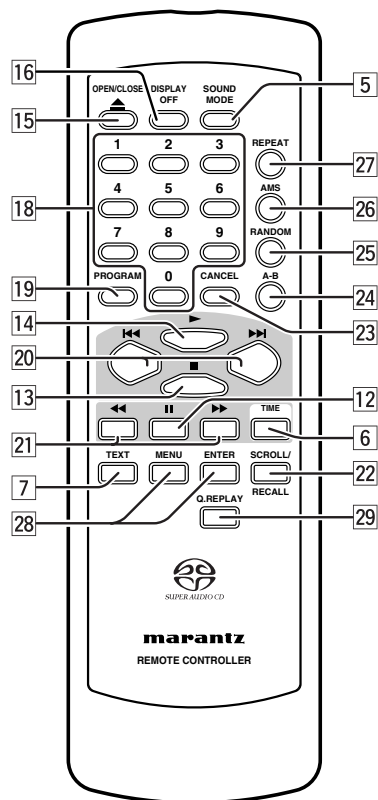 16
5
OPEN/CLOSE DISPLAY OFF SOUND MODE
15
1 2 3
REPEAT
27
4 5 6
AMS
18
26
7 8 9
RANDOM
25
PROGRAM 0 CANCEL A-B
19
24
14
23
20
13
12
TIME
21
6
TEXT MENU ENTER SCROLL/
RECALL
7
22
28
Q.REPLAY
29
SUPER AUDIO CD
marantz
REMOTE CONTROLLER